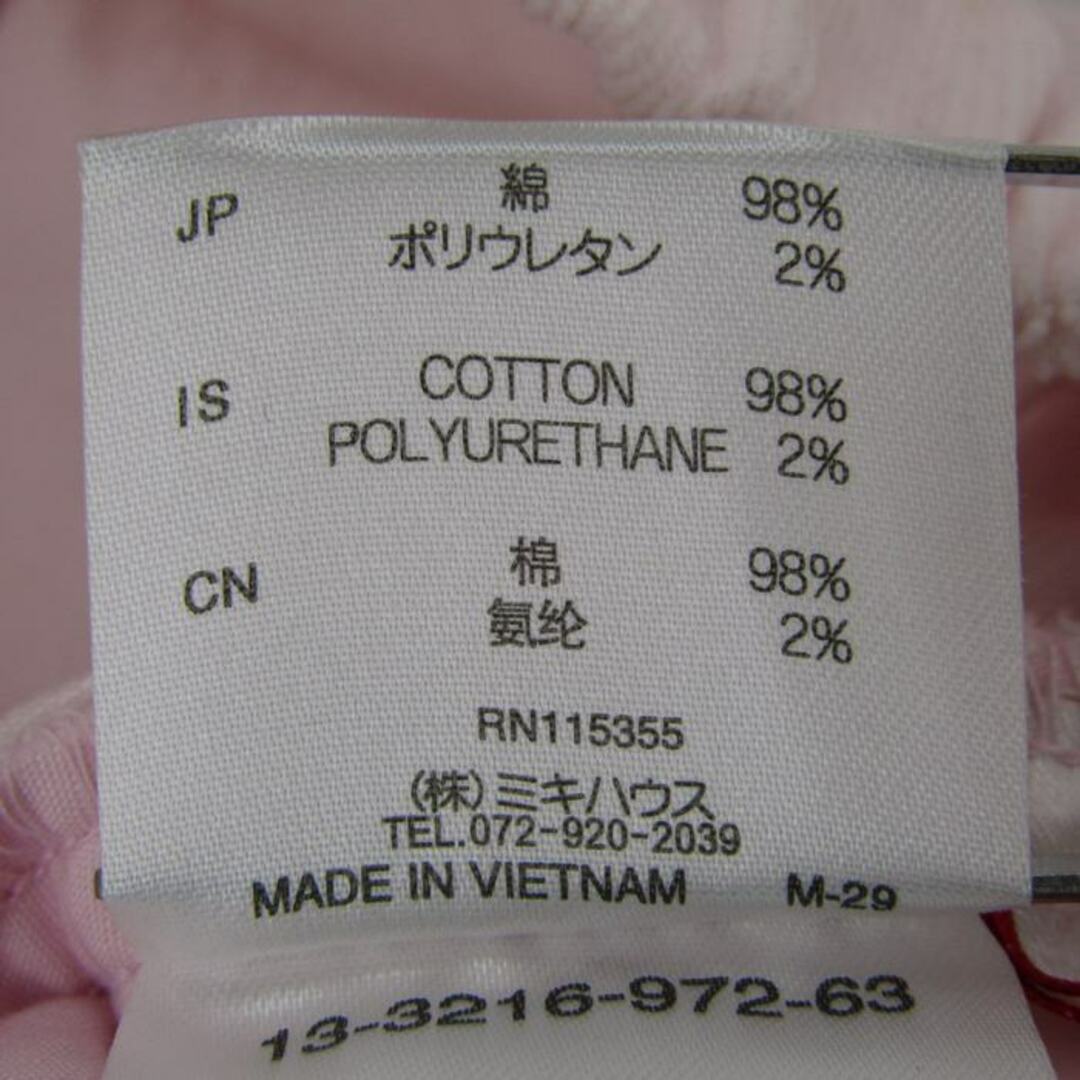 JP 綿 98%
ポリウレタン 2%
IS COTTON 98%
POLYURETHANE 2%
CN 棉 98%
氨纶 2%
RN115355
(株)ミキハウス
TEL.072-920-2039
MADE IN VIETNAM M-29
13-3216-972-63